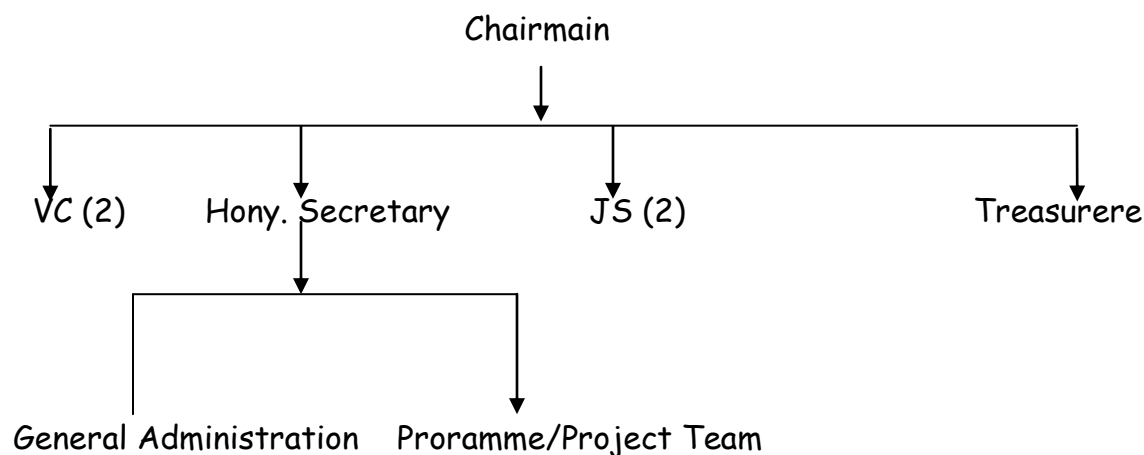 Chairmain
VC (2) Hony. Secretary JS (2) Treasurere
General Administration Proramme/Project Team